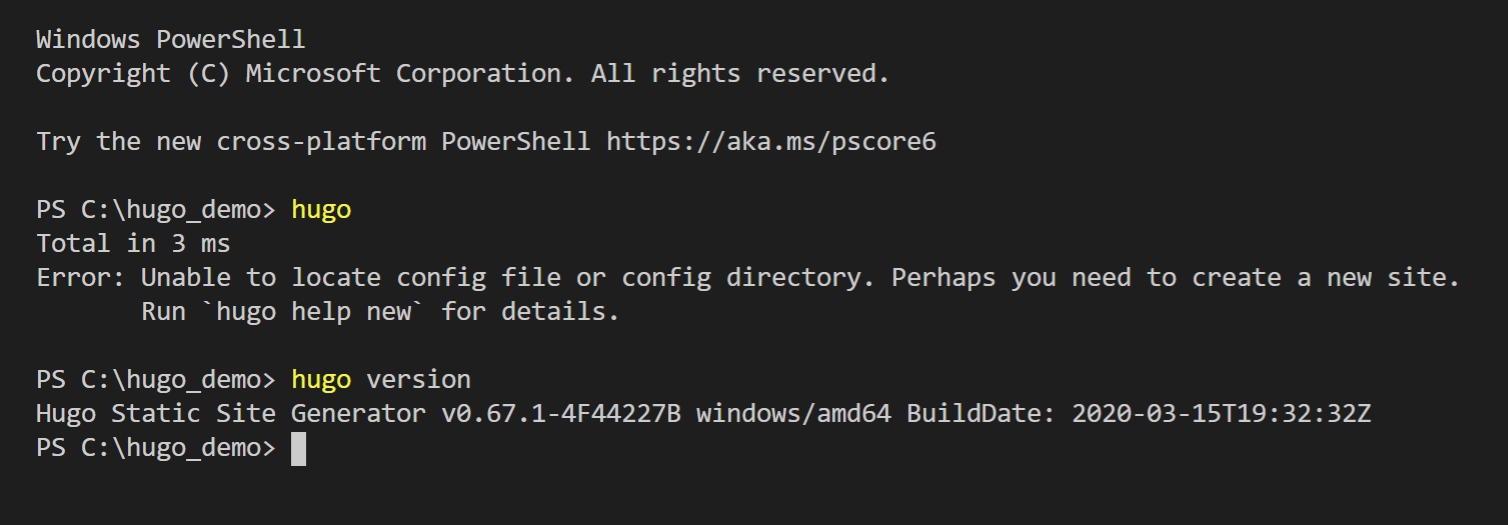 Windows PowerShell
Copyright (C) Microsoft Corporation. All rights reserved.
Try the new cross-platform PowerShell https://aka.ms/pscore6
PS C:\hugo_demo> hugo
Total in 3 ms
Error: Unable to locate config file or config directory. Perhaps you need to create a new site.
       Run `hugo help new` for details.
PS C:\hugo_demo> hugo version
Hugo Static Site Generator v0.67.1-4F44227B windows/amd64 BuildDate: 2020-03-15T19:32:32Z
PS C:\hugo_demo>